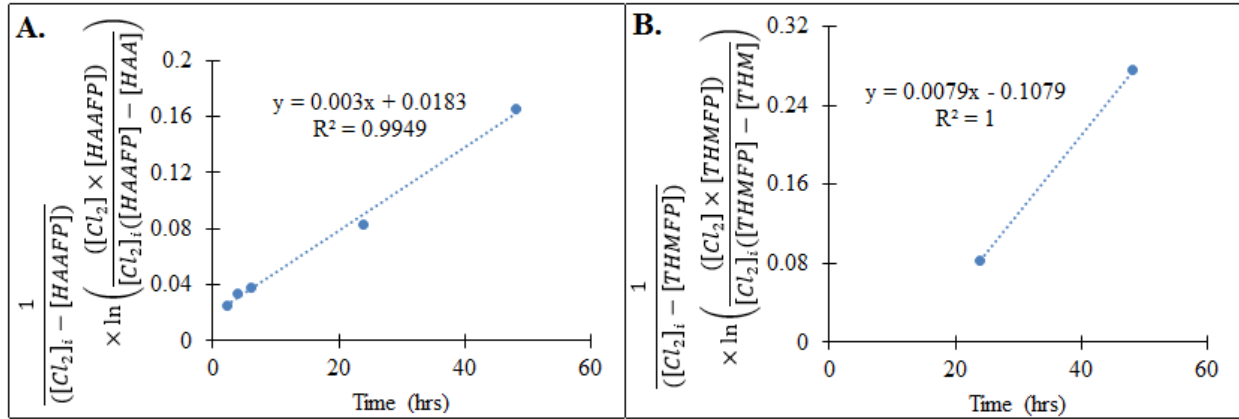 A.
1
([Cl₂]ᵢ − [HAAFP])
× ln ( ([Cl₂] × [HAAFP])
[Cl₂]ᵢ([HAAFP] − [HAA] )
0.2
0.16
0.12
0.08
0.04
0
y = 0.003x + 0.0183
R² = 0.9949
0
20
40
60
Time (hrs)
B.
1
([Cl₂]ᵢ − [THMFP])
× ln ( ([Cl₂] × [THMFP])
[Cl₂]ᵢ([THMFP] − [THM] )
0.32
0.24
0.16
0.08
0
y = 0.0079x - 0.1079
R² = 1
0
20
40
60
Time (hrs)